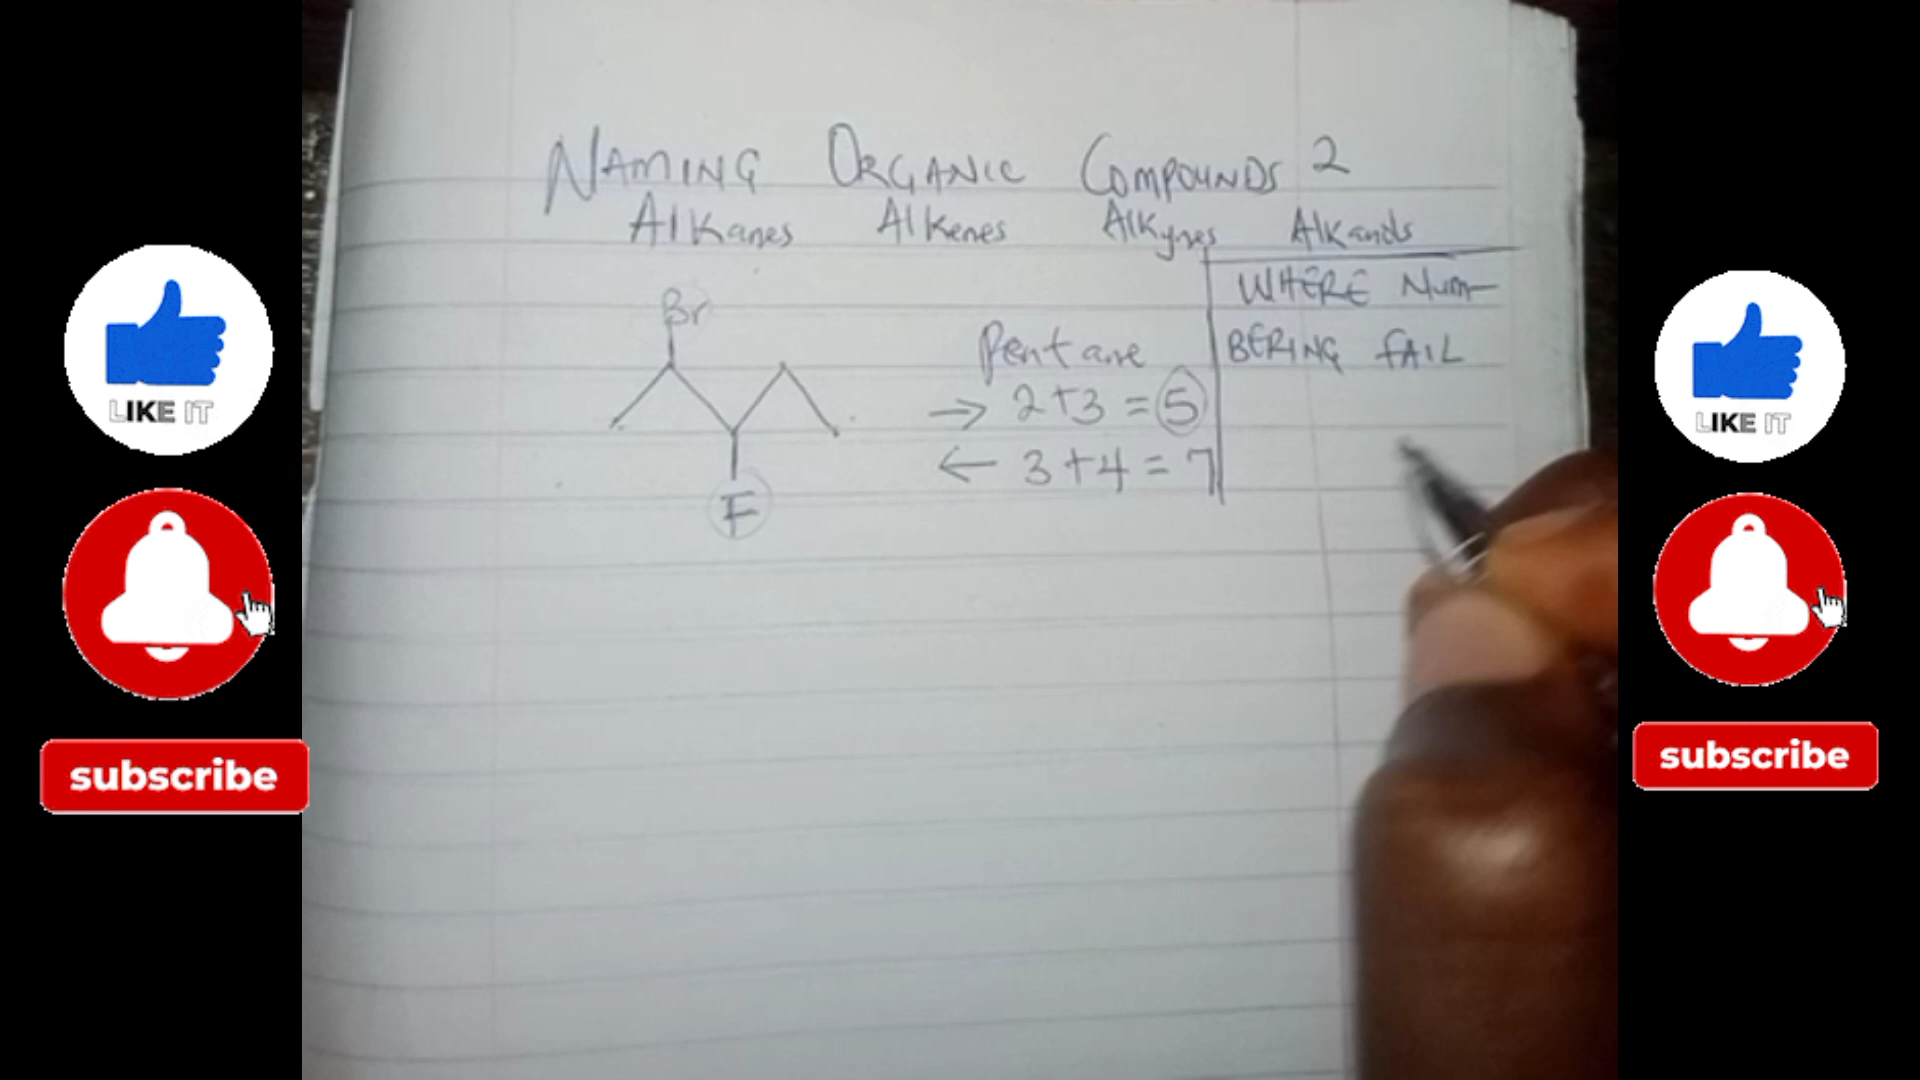 NAMING ORGANIC COMPOUNDS 2
Alkanes Alkenes Alkynes Alkanols
WHERE NUM-
BERING FAIL
Br
Pentane
→ 2+3 = 5
← 3+4 = 7
F
LIKE IT
subscribe
LIKE IT
subscribe